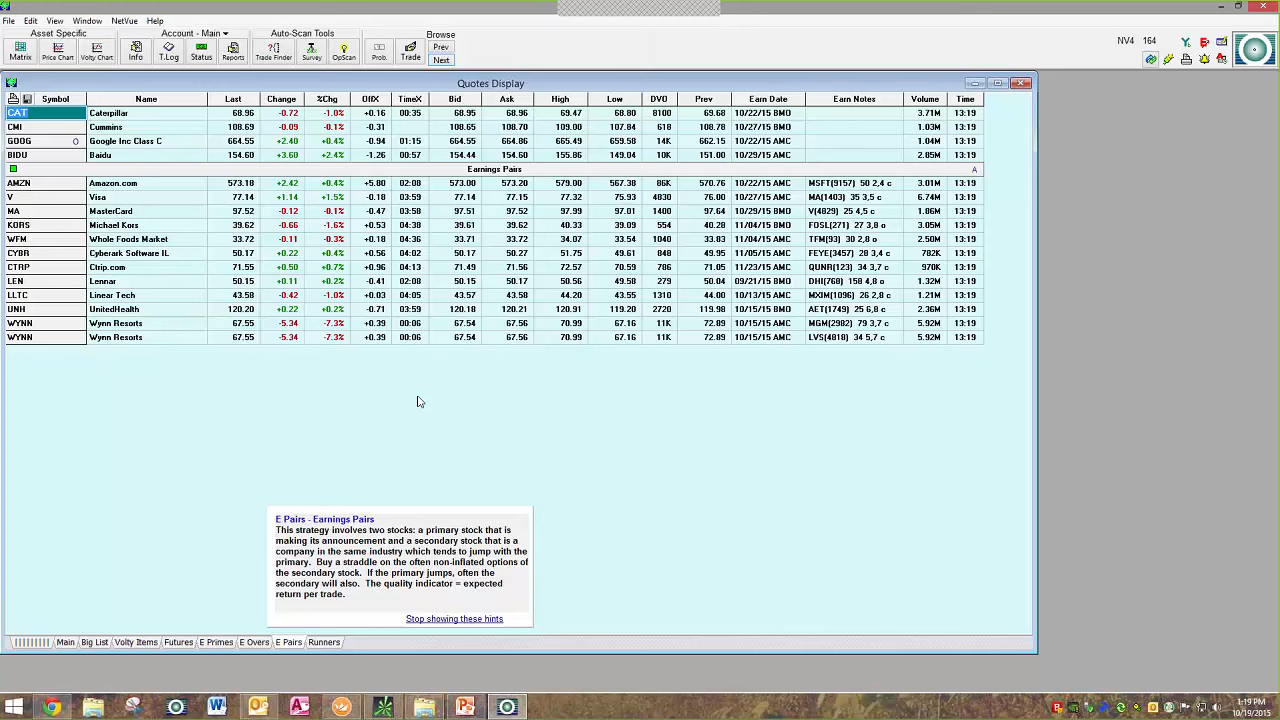 File Edit View Window NetVue Help
Asset Specific Account - Main Auto-Scan Tools Browse
Matrix Price Chart Volty Chart Info T.Log Status Reports Trade Finder Survey OpScan Prob. Trade Prev Next NV4 164
Quotes Display
Symbol Name Last Change %Chg OffX TimeX Bid Ask High Low DVO Prev Earn Date Earn Notes Volume Time
CAT Caterpillar 68.96 -0.72 -1.0% +0.16 00:35 68.95 68.96 69.47 68.80 8100 69.68 10/22/15 BMO 3.71M 13:19
CMI Cummins 108.69 -0.09 -0.1% -0.31 108.65 108.70 109.00 107.84 618 108.78 10/27/15 BMO 1.03M 13:19
GOOG O Google Inc Class C 664.55 +2.40 +0.4% -0.94 01:15 664.55 664.86 665.49 659.58 14K 662.15 10/22/15 AMC 1.04M 13:19
BIDU Baidu 154.60 +3.60 +2.4% -1.26 00:57 154.44 154.60 155.86 149.04 10K 151.00 10/29/15 AMC 2.85M 13:19
Earnings Pairs A
AMZN Amazon.com 573.18 +2.42 +0.4% +5.80 02:08 573.00 573.20 579.00 567.38 86K 570.76 10/22/15 AMC MSFT(9157) 50 2,4 c 3.01M 13:19
V Visa 77.14 +1.14 +1.5% -0.18 03:59 77.14 77.15 77.32 75.93 4830 76.00 10/28/15 AMC MA(1403) 35 3,5 c 6.74M 13:19
MA MasterCard 97.52 -0.12 -0.1% -0.47 03:58 97.51 97.52 97.99 97.01 1400 97.64 10/29/15 BMO V(4829) 25 4,5 c 1.86M 13:19
KORS Michael Kors 39.62 -0.66 -1.6% +0.53 04:38 39.61 39.62 40.33 39.09 554 40.28 11/04/15 BMO FOSL(271) 27 3,8 o 3.05M 13:19
WFM Whole Foods Market 33.72 -0.11 -0.3% +0.18 04:36 33.71 33.72 34.07 33.54 1040 33.83 11/04/15 AMC TFM(93) 30 2,8 o 2.50M 13:19
CYBR Cyberark Software IL 50.17 +0.22 +0.4% +0.56 04:02 50.17 50.27 51.75 49.61 848 49.95 11/05/15 AMC FEYE(3457) 28 3,4 c 782K 13:19
CTRP Ctrip.com 71.55 +0.50 +0.7% +0.96 04:13 71.49 71.56 72.57 70.59 786 71.05 11/23/15 AMC QUNR(123) 34 3,7 c 970K 13:19
LEN Lennar 50.15 +0.11 +0.2% -0.41 02:08 50.15 50.17 50.56 49.58 279 50.04 09/21/15 BMO DHI(768) 158 4,8 o 1.32M 13:19
LLTC Linear Tech 43.58 -0.42 -1.0% +0.03 04:05 43.57 43.58 44.20 43.55 1310 44.00 10/13/15 AMC MXIM(1096) 26 2,8 c 1.21M 13:19
UNH UnitedHealth 120.20 +0.22 +0.2% -0.71 03:59 120.18 120.21 120.91 119.20 2720 119.98 10/15/15 BMO AET(1749) 25 6,8 c 2.36M 13:19
WYNN Wynn Resorts 67.55 -5.34 -7.3% +0.39 00:06 67.54 67.56 70.99 67.16 11K 72.89 10/15/15 AMC MGM(2982) 79 3,7 c 5.92M 13:19
WYNN Wynn Resorts 67.55 -5.34 -7.3% +0.39 00:06 67.54 67.56 70.99 67.16 11K 72.89 10/15/15 AMC LVS(4818) 34 5,7 c 5.92M 13:19
E Pairs - Earnings Pairs
This strategy involves two stocks: a primary stock that is
making its announcement and a secondary stock that is a
company in the same industry which tends to jump with the
primary. Buy a straddle on the often non-inflated options of
the secondary stock. If the primary jumps, often the
secondary will also. The quality indicator = expected
return per trade.
Stop showing these hints
Main Big List Volty Items Futures E Primes E Overs E Pairs Runners
1:19 PM
10/19/2015